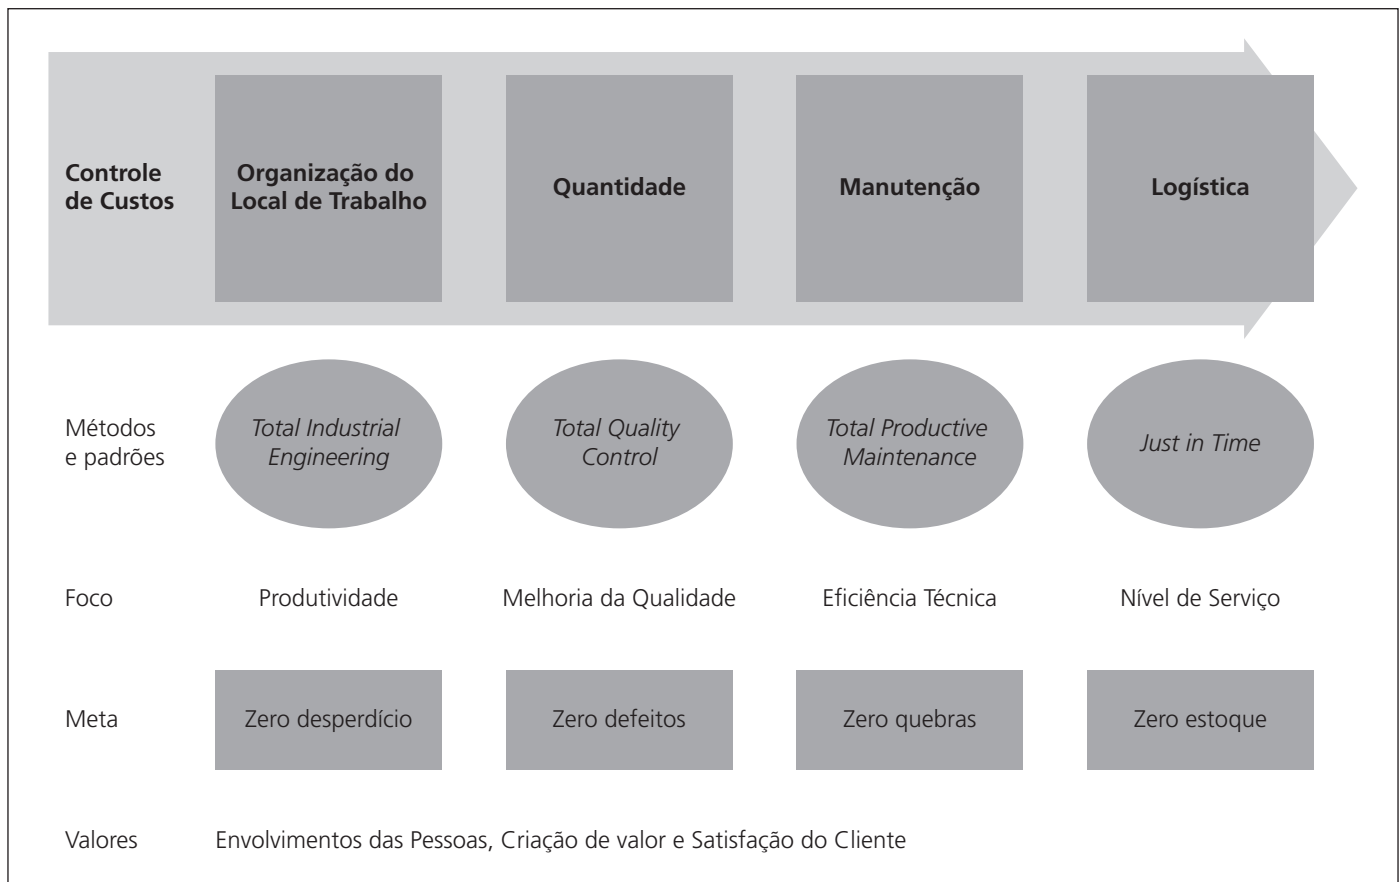 Controle
de Custos
Organização do
Local de Trabalho
Quantidade
Manutenção
Logística
Métodos
e padrões
Total Industrial
Engineering
Total Quality
Control
Total Productive
Maintenance
Just in Time
Foco
Produtividade
Melhoria da Qualidade
Eficiência Técnica
Nível de Serviço
Meta
Zero desperdício
Zero defeitos
Zero quebras
Zero estoque
Valores
Envolvimentos das Pessoas, Criação de valor e Satisfação do Cliente